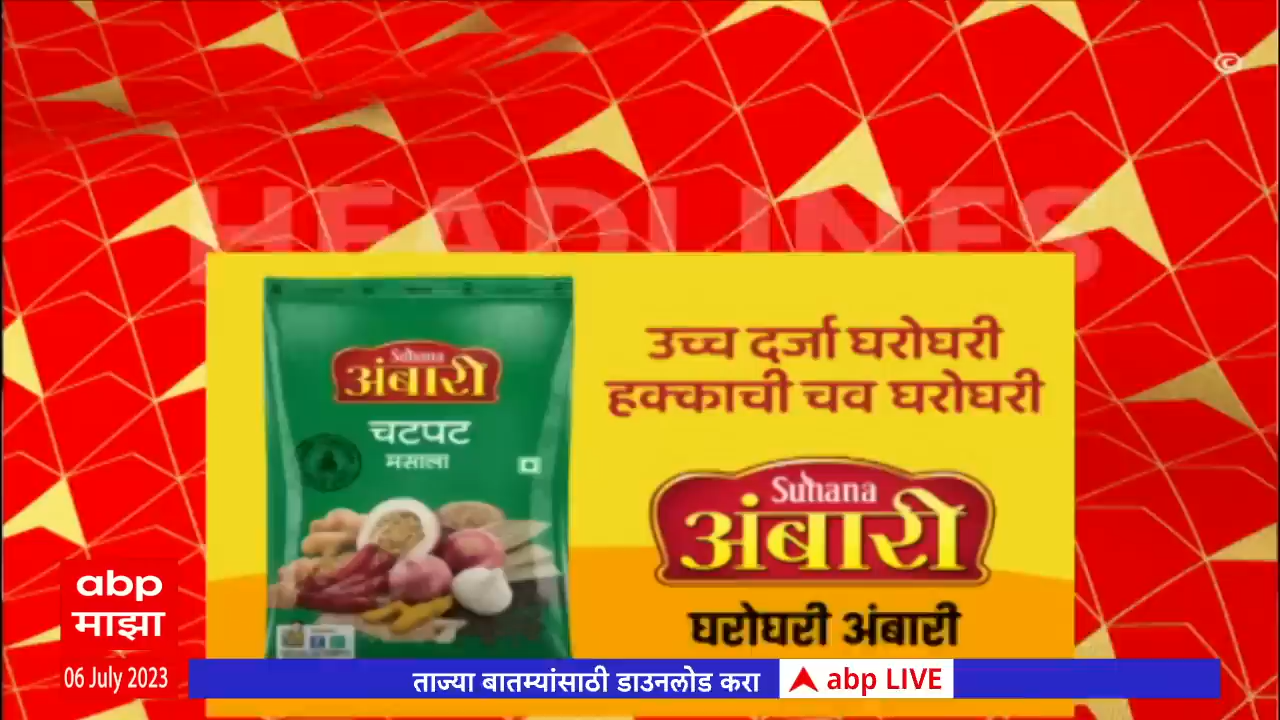 HEADLINES
Suhana
अंबारी
चटपट
मसाला
उच्च दर्जा घरोघरी
हक्काची चव घरोघरी
Suhana
अंबारी
घरोघरी अंबारी
abp
माझा
06 July 2023
ताज्या बातम्यांसाठी डाउनलोड करा
abp LIVE